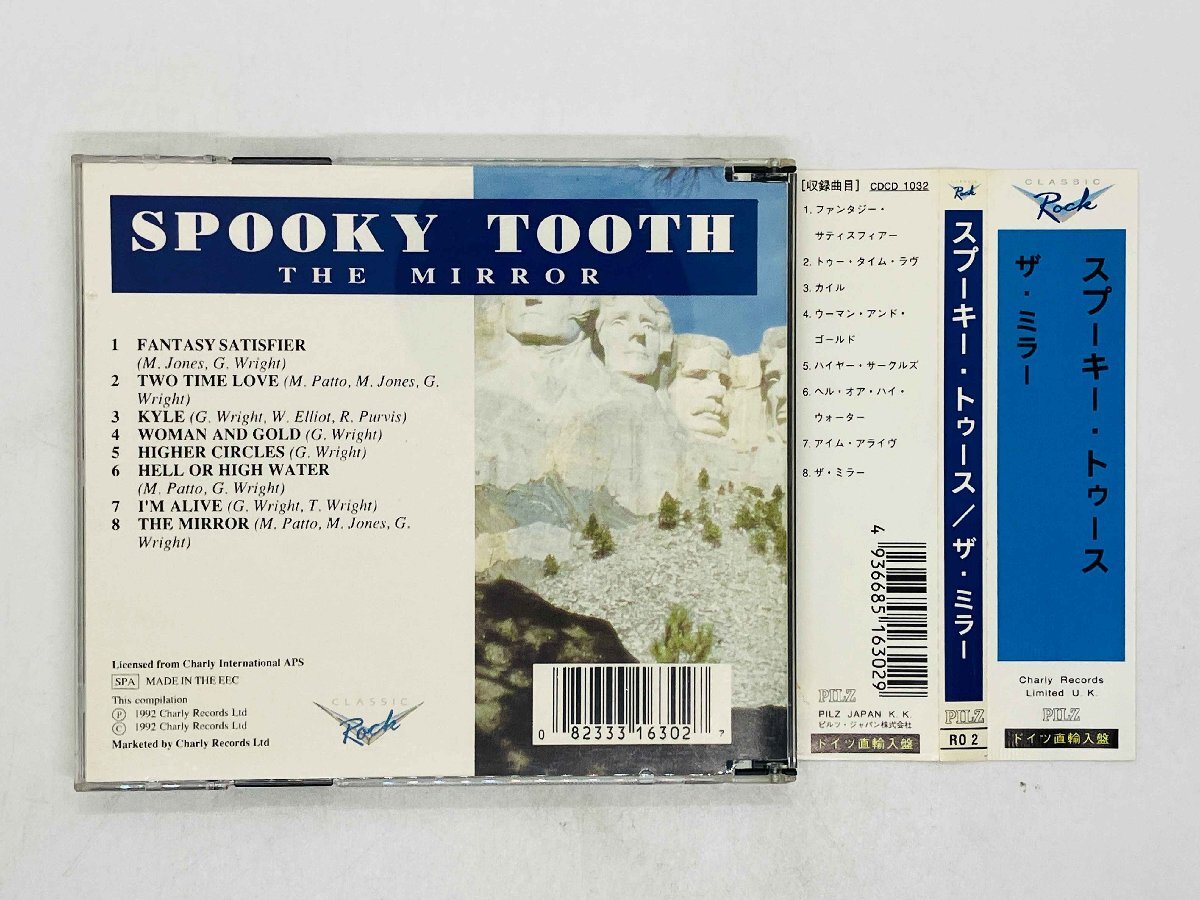 SPOOKY TOOTH
THE MIRROR
1 FANTASY SATISFIER
(M. Jones, G. Wright)
2 TWO TIME LOVE (M. Patto, M. Jones, G.
Wright)
3 KYLE (G. Wright, W. Elliot, R. Purvis)
4 WOMAN AND GOLD (G. Wright)
5 HIGHER CIRCLES (G. Wright)
6 HELL OR HIGH WATER
(M. Patto, G. Wright)
7 I'M ALIVE (G. Wright, T. Wright)
8 THE MIRROR (M. Patto, M. Jones, G.
Wright)
Licensed from Charly International APS
SPA MADE IN THE EEC
This compilation
Ⓟ 1992 Charly Records Ltd
Ⓒ 1992 Charly Records Ltd
Marketed by Charly Records Ltd
CLASSIC
Rock
0 82333 16302 7
[収録曲目] CDCD 1032
1. ファンタジー・
サティスフィアー
2. トゥー・タイム・ラヴ
3. カイル
4. ウーマン・アンド・
ゴールド
5. ハイヤー・サークルズ
6. ヘル・オア・ハイ・
ウォーター
7. アイム・アライヴ
8. ザ・ミラー
4 936685 163029
PILZ
PILZ JAPAN K. K.
ピルツ・ジャパン株式会社
ドイツ直輸入盤
CLASSIC
Rock
スプーキー・トゥース／ザ・ミラー
PILZ
RO 2
CLASSIC
Rock
スプーキー・トゥース
ザ・ミラー
Charly Records
Limited U. K.
PILZ
ドイツ直輸入盤